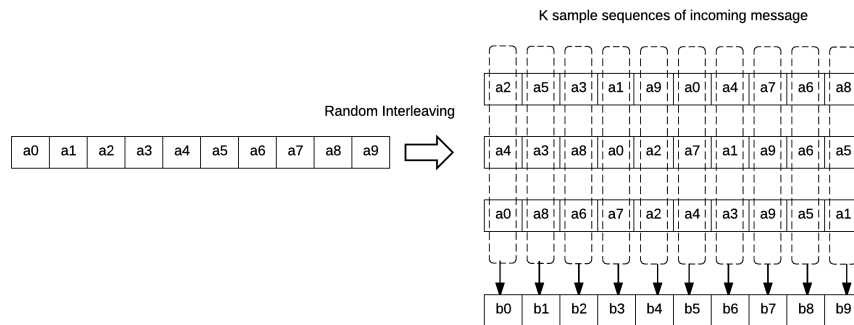 K sample sequences of incoming message
a2 a5 a3 a1 a9 a0 a4 a7 a6 a8
Random Interleaving
a0 a1 a2 a3 a4 a5 a6 a7 a8 a9
a4 a3 a8 a0 a2 a7 a1 a9 a6 a5
a0 a8 a6 a7 a2 a4 a3 a9 a5 a1
b0 b1 b2 b3 b4 b5 b6 b7 b8 b9